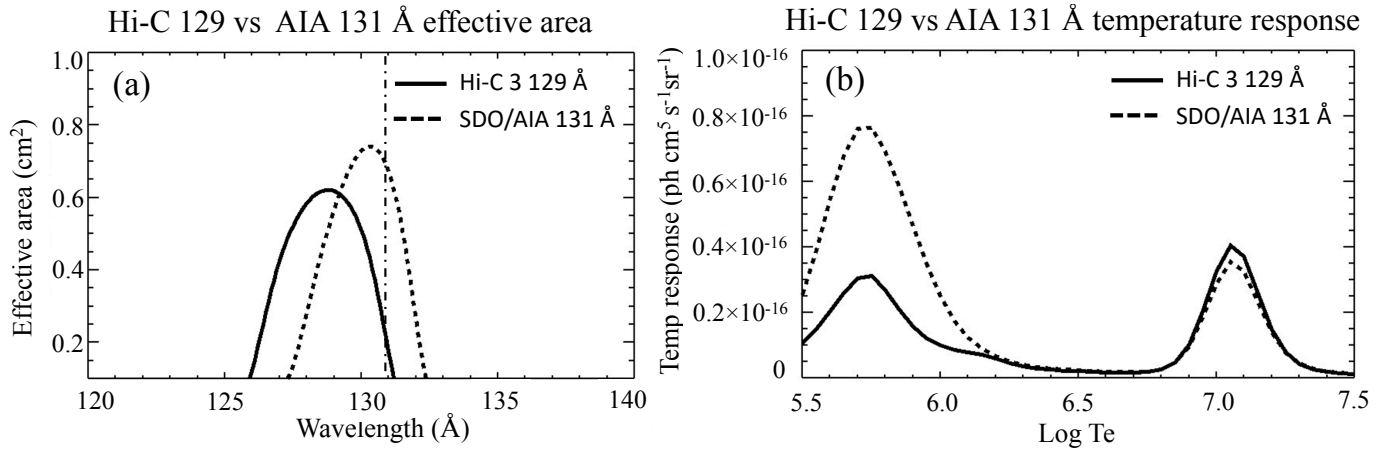 Hi-C 129 vs AIA 131 Å effective area
(a)
Hi-C 3 129 Å
SDO/AIA 131 Å
Effective area (cm²)
1.0
0.8
0.6
0.4
0.2
120 125 130 135 140
Wavelength (Å)
Hi-C 129 vs AIA 131 Å temperature response
(b)
Hi-C 3 129 Å
SDO/AIA 131 Å
Temp response (ph cm⁵ s⁻¹sr⁻¹)
1.0×10⁻¹⁶
0.8×10⁻¹⁶
0.6×10⁻¹⁶
0.4×10⁻¹⁶
0.2×10⁻¹⁶
0
5.5 6.0 6.5 7.0 7.5
Log Te